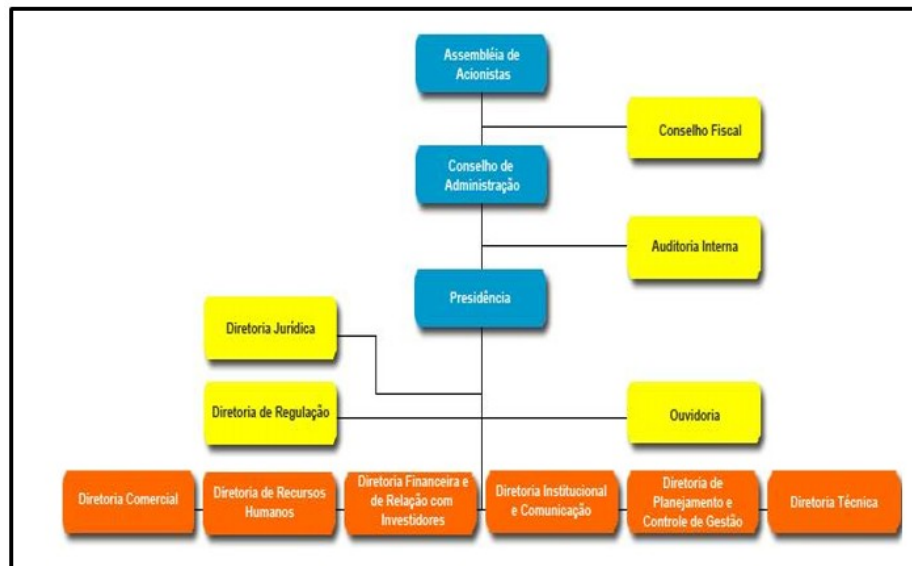 Assembléia de
Acionistas
Conselho Fiscal
Conselho de
Administração
Auditoria Interna
Presidência
Diretoria Jurídica
Diretoria de Regulação
Ouvidoria
Diretoria Comercial
Diretoria de Recursos
Humanos
Diretoria Financeira e
de Relação com
Investidores
Diretoria Institucional
e Comunicação
Diretoria de
Planejamento e
Controle de Gestão
Diretoria Técnica